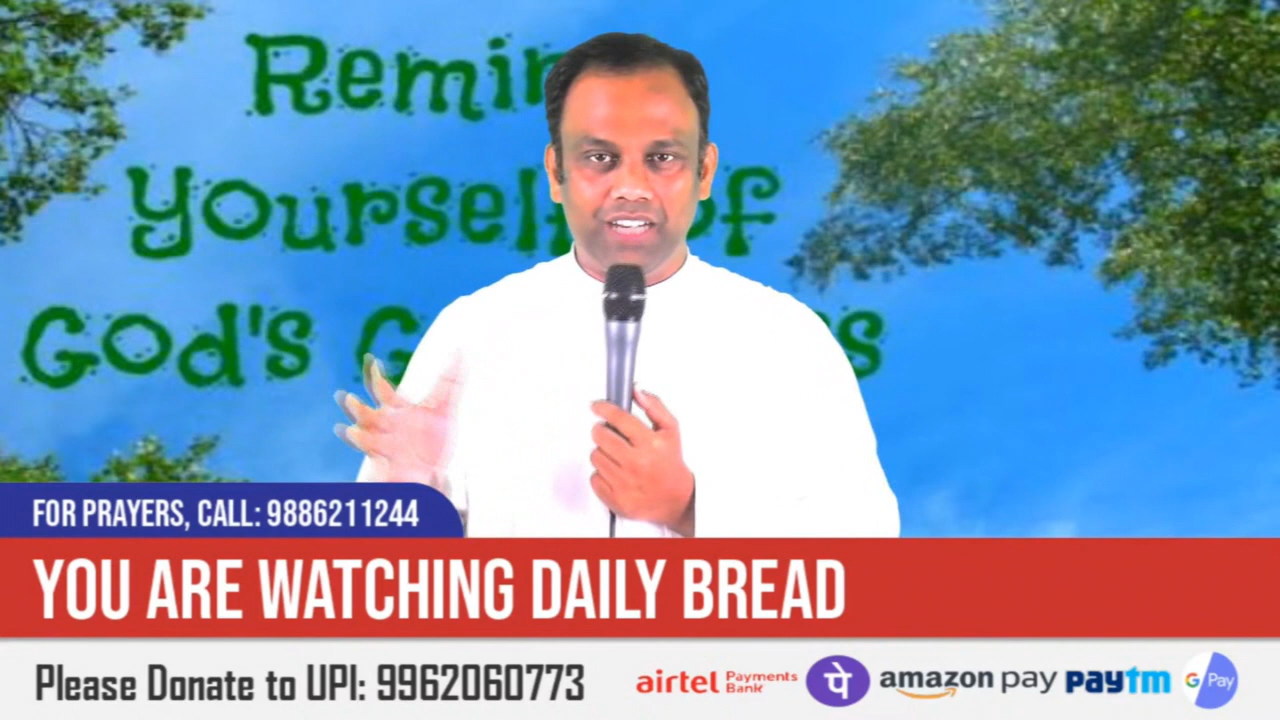 Remin
Yourself of
God's G s
FOR PRAYERS, CALL: 9886211244
YOU ARE WATCHING DAILY BREAD
Please Donate to UPI: 9962060773
airtel Payments Bank
पे
amazon pay
paytm
G Pay